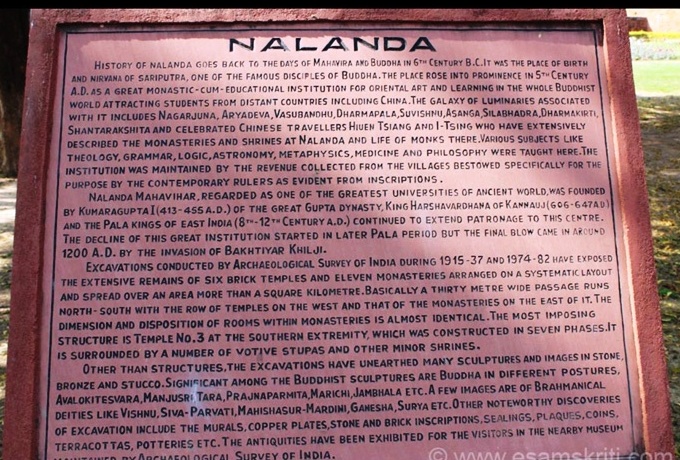 NALANDA
HISTORY OF NALANDA GOES BACK TO THE DAYS OF MAHAVIRA AND BUDDHA IN 6TH CENTURY B.C. IT WAS THE PLACE OF BIRTH
AND NIRVANA OF SARIPUTRA, ONE OF THE FAMOUS DISCIPLES OF BUDDHA. THE PLACE ROSE INTO PROMINENCE IN 5TH CENTURY
A.D. AS A GREAT MONASTIC-CUM-EDUCATIONAL INSTITUTION FOR ORIENTAL ART AND LEARNING IN THE WHOLE BUDDHIST
WORLD ATTRACTING STUDENTS FROM DISTANT COUNTRIES INCLUDING CHINA. THE GALAXY OF LUMINARIES ASSOCIATED
WITH IT INCLUDES NAGARJUNA, ARYADEVA, VASUBANDHU, DHARMAPALA, SUVISHNU, ASANGA, SILABHADRA, DHARMAKIRTI,
SHANTARAKSHITA AND CELEBRATED CHINESE TRAVELLERS HIUEN TSIANG AND I-TSING WHO HAVE EXTENSIVELY
DESCRIBED THE MONASTERIES AND SHRINES AT NALANDA AND LIFE OF MONKS THERE. VARIOUS SUBJECTS LIKE
THEOLOGY, GRAMMAR, LOGIC, ASTRONOMY, METAPHYSICS, MEDICINE AND PHILOSOPHY WERE TAUGHT HERE. THE
INSTITUTION WAS MAINTAINED BY THE REVENUE COLLECTED FROM THE VILLAGES BESTOWED SPECIFICALLY FOR THE
PURPOSE BY THE CONTEMPORARY RULERS AS EVIDENT FROM INSCRIPTIONS.
NALANDA MAHAVIHAR, REGARDED AS ONE OF THE GREATEST UNIVERSITIES OF ANCIENT WORLD, WAS FOUNDED
BY KUMARAGUPTA I (413-455 A.D.) OF THE GREAT GUPTA DYNASTY, KING HARSHAVARDHANA OF KANNAUJ (606-647 AD)
AND THE PALA KINGS OF EAST INDIA (8TH-12TH CENTURY A.D.) CONTINUED TO EXTEND PATRONAGE TO THIS CENTRE.
THE DECLINE OF THIS GREAT INSTITUTION STARTED IN LATER PALA PERIOD BUT THE FINAL BLOW CAME IN AROUND
1200 A.D. BY THE INVASION OF BAKHTIYAR KHILJI.
EXCAVATIONS CONDUCTED BY ARCHAEOLOGICAL SURVEY OF INDIA DURING 1915-37 AND 1974-82 HAVE EXPOSED
THE EXTENSIVE REMAINS OF SIX BRICK TEMPLES AND ELEVEN MONASTERIES ARRANGED ON A SYSTEMATIC LAYOUT
AND SPREAD OVER AN AREA MORE THAN A SQUARE KILOMETRE. BASICALLY A THIRTY METRE WIDE PASSAGE RUNS
NORTH-SOUTH WITH THE ROW OF TEMPLES ON THE WEST AND THAT OF THE MONASTERIES ON THE EAST OF IT. THE
DIMENSION AND DISPOSITION OF ROOMS WITHIN MONASTERIES IS ALMOST IDENTICAL. THE MOST IMPOSING
STRUCTURE IS TEMPLE NO.3 AT THE SOUTHERN EXTREMITY, WHICH WAS CONSTRUCTED IN SEVEN PHASES. IT
IS SURROUNDED BY A NUMBER OF VOTIVE STUPAS AND OTHER MINOR SHRINES.
OTHER THAN STRUCTURES, THE EXCAVATIONS HAVE UNEARTHED MANY SCULPTURES AND IMAGES IN STONE,
BRONZE AND STUCCO. SIGNIFICANT AMONG THE BUDDHIST SCULPTURES ARE BUDDHA IN DIFFERENT POSTURES,
AVALOKITESVARA, MANJUSRI, TARA, PRAJNAPARMITA, MARICHI, JAMBHALA ETC. A FEW IMAGES ARE OF BRAHMANICAL
DEITIES LIKE VISHNU, SIVA-PARVATI, MAHISHASUR-MARDINI, GANESHA, SURYA ETC. OTHER NOTEWORTHY DISCOVERIES
OF EXCAVATION INCLUDE THE MURALS, COPPER PLATES, STONE AND BRICK INSCRIPTIONS, SEALINGS, PLAQUES, COINS,
TERRACOTTAS, POTTERIES ETC. THE ANTIQUITIES HAVE BEEN EXHIBITED FOR THE VISITORS IN THE NEARBY MUSEUM
MAINTAINED BY ARCHAEOLOGICAL SURVEY OF INDIA.
© www.esamskriti.com